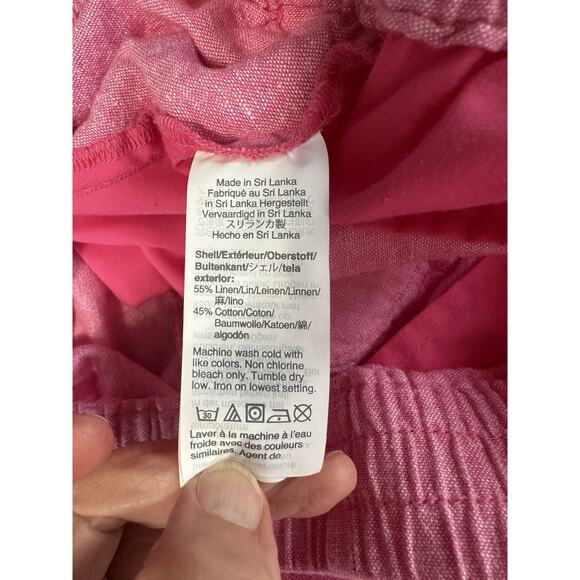 Made in Sri Lanka
Fabriqué au Sri Lanka
in Sri Lanka Hergestellt
Vervaardigd in Sri Lanka
スリランカ製
Hecho en Sri Lanka
Shell/Extérieur/Oberstoff/
Buitenkant/シェル/tela
exterior:
55% Linen/Lin/Leinen/Linnen/
麻/lino
45% Cotton/Coton/
Baumwolle/Katoen/綿/
algodón
Machine wash cold with
like colors. Non chlorine
bleach only. Tumble dry
low. Iron on lowest setting.
30
Laver à la machine à l'eau
froide avec des couleurs
similaires. Agent de